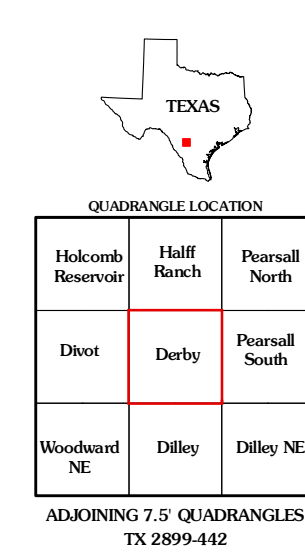 TEXAS
QUADRANGLE LOCATION
Holcomb
Reservoir
Halff
Ranch
Pearsall
North
Divot
Derby
Pearsall
South
Woodward
NE
Dilley
Dilley NE
ADJOINING 7.5' QUADRANGLES
TX 2899-442